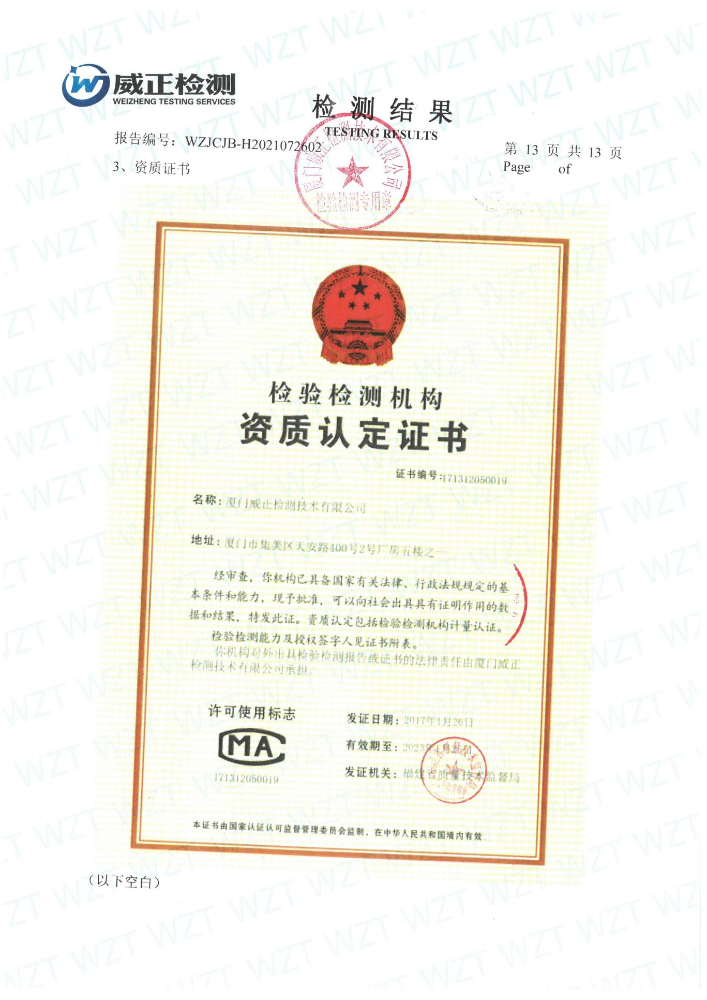 威正检测
WEIZHENG TESTING SERVICES
检测结果
TESTING RESULTS
报告编号：WZJCJB-H2021072602
第 13 页 共 13 页
Page of
3、资质证书
厦门威正检测技术有限公司
检验检测专用章
检验检测机构
资质认定证书
证书编号:171312050019
名称：厦门威正检测技术有限公司
地址：厦门市集美区天安路400号2号厂房五楼之一
经审查，你机构已具备国家有关法律、行政法规规定的基
本条件和能力，现予批准，可以向社会出具具有证明作用的数
据和结果，特发此证。资质认定包括检验检测机构计量认证。
检验检测能力及授权签字人见证书附表。
你机构对外出具检验检测报告或证书的法律责任由厦门威正
检测技术有限公司承担。
许可使用标志
MA
171312050019
发证日期：2017年1月26日
有效期至：2023年1月25日
发证机关：福建省质量技术监督局
本证书由国家认证认可监督管理委员会监制，在中华人民共和国境内有效。
（以下空白）